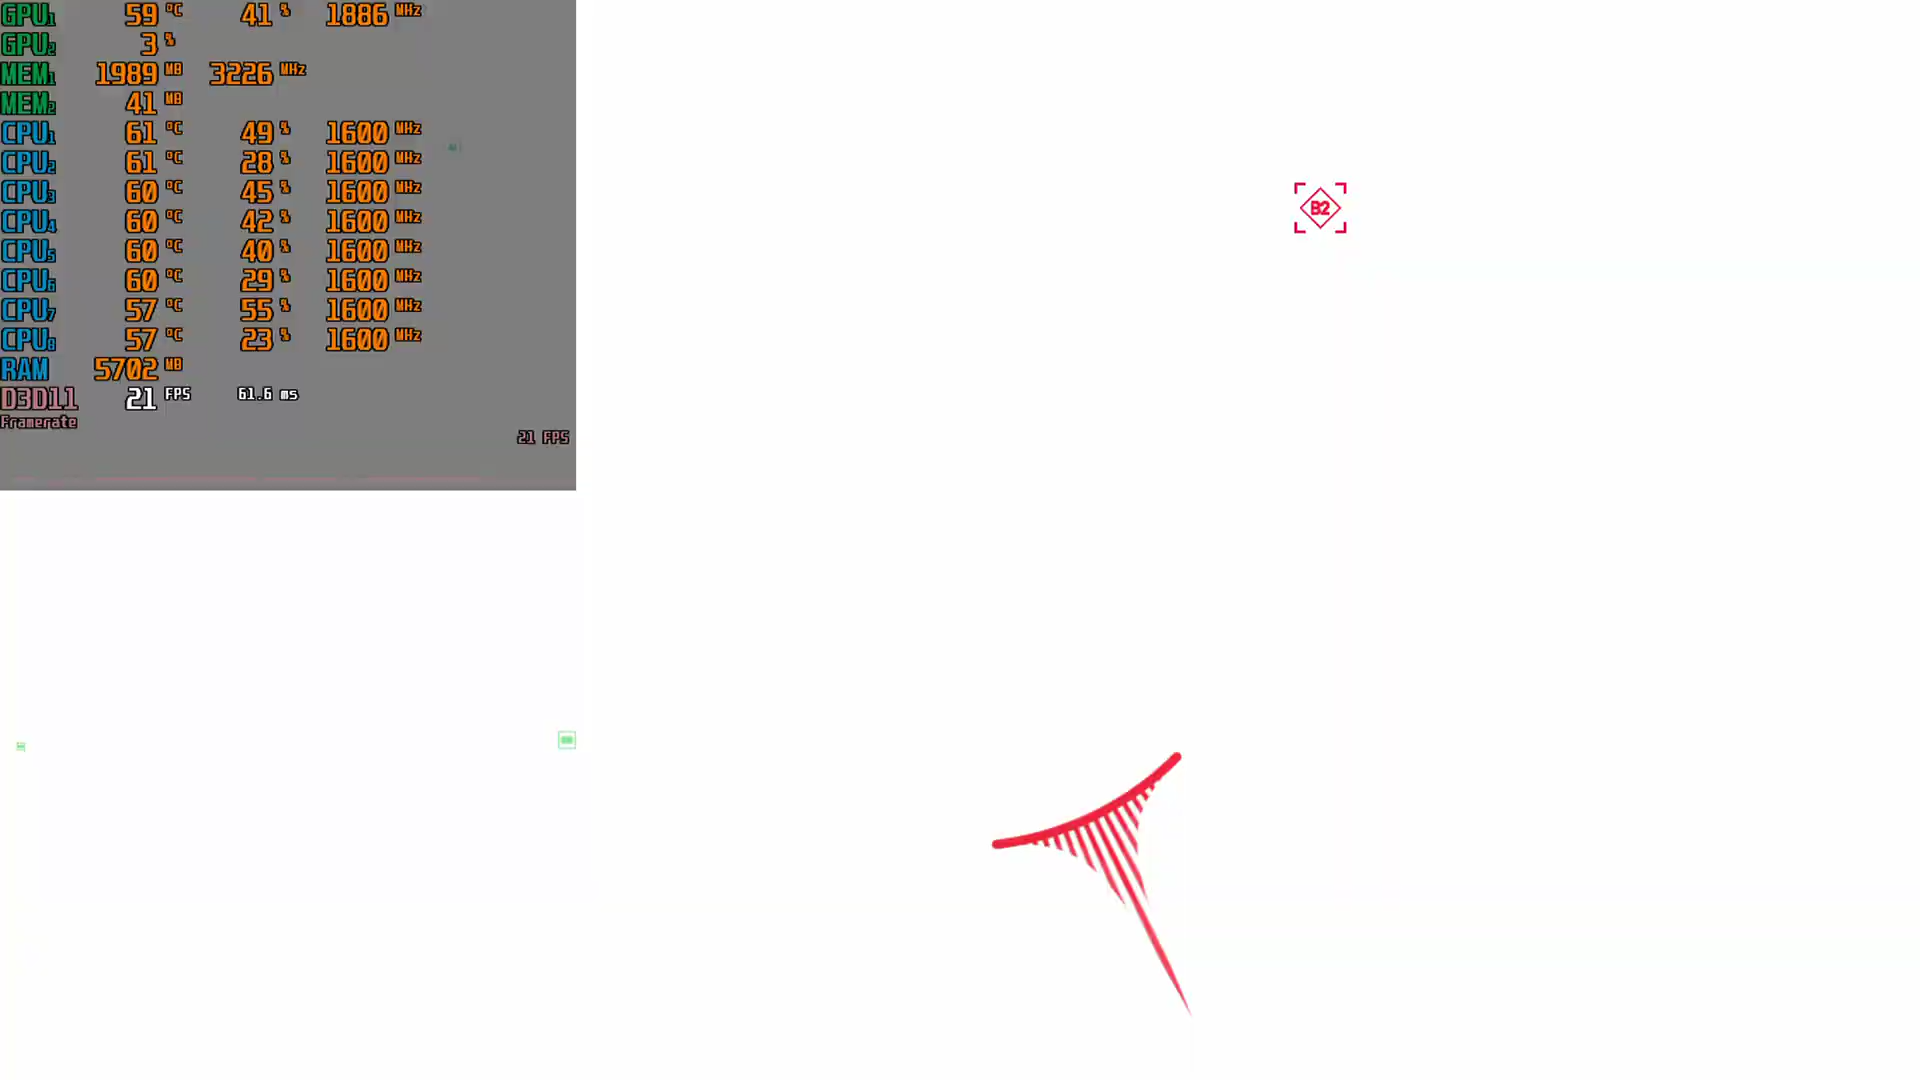 GPU1 59 °C 41 % 1886 MHz
GPU2 3 %
MEM1 1989 MB 3226 MHz
MEM2 41 MB
CPU1 61 °C 49 % 1600 MHz
CPU2 61 °C 28 % 1600 MHz
CPU3 60 °C 45 % 1600 MHz
CPU4 60 °C 42 % 1600 MHz
CPU5 60 °C 40 % 1600 MHz
CPU6 60 °C 29 % 1600 MHz
CPU7 57 °C 55 % 1600 MHz
CPU8 57 °C 23 % 1600 MHz
RAM 5702 MB
D3D11 21 FPS 61.6 ms
Framerate
21 FPS
B2